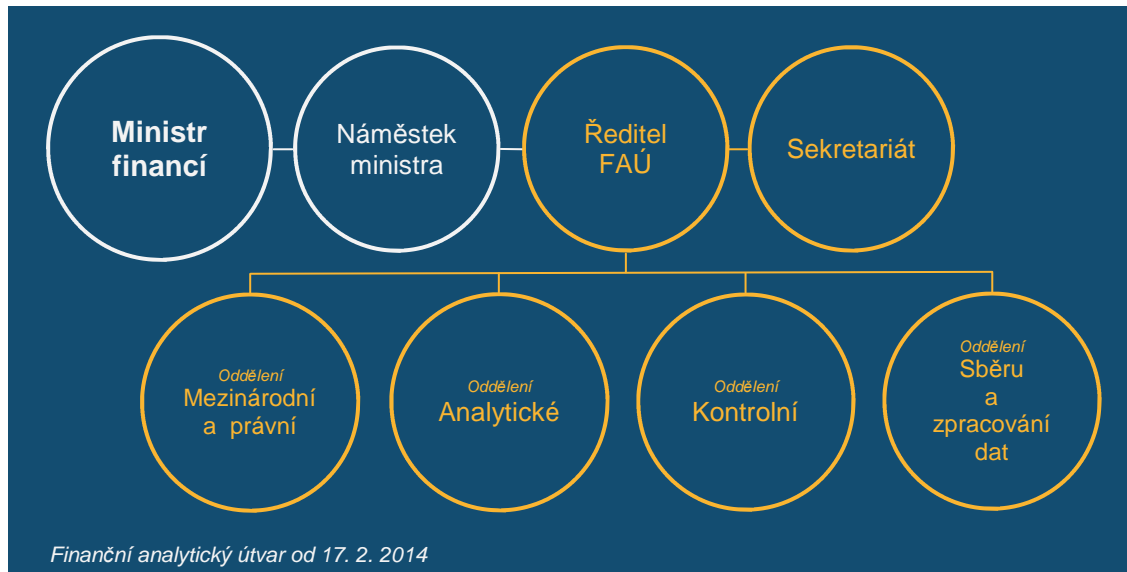 Ministr
financí
Náměstek
ministra
Ředitel
FAÚ
Sekretariát
Oddělení
Mezinárodní
a právní
Oddělení
Analytické
Oddělení
Kontrolní
Oddělení
Sběru
a
zpracování
dat
Finanční analytický útvar od 17. 2. 2014